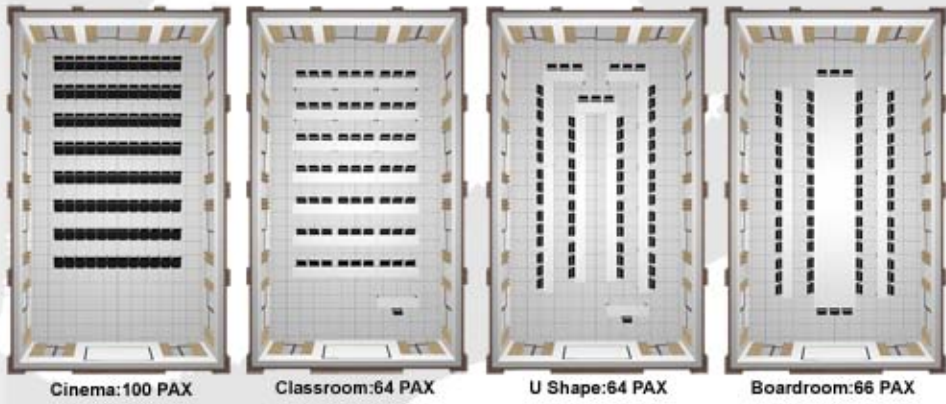 Cinema:100 PAX
Classroom:64 PAX
U Shape:64 PAX
Boardroom:66 PAX